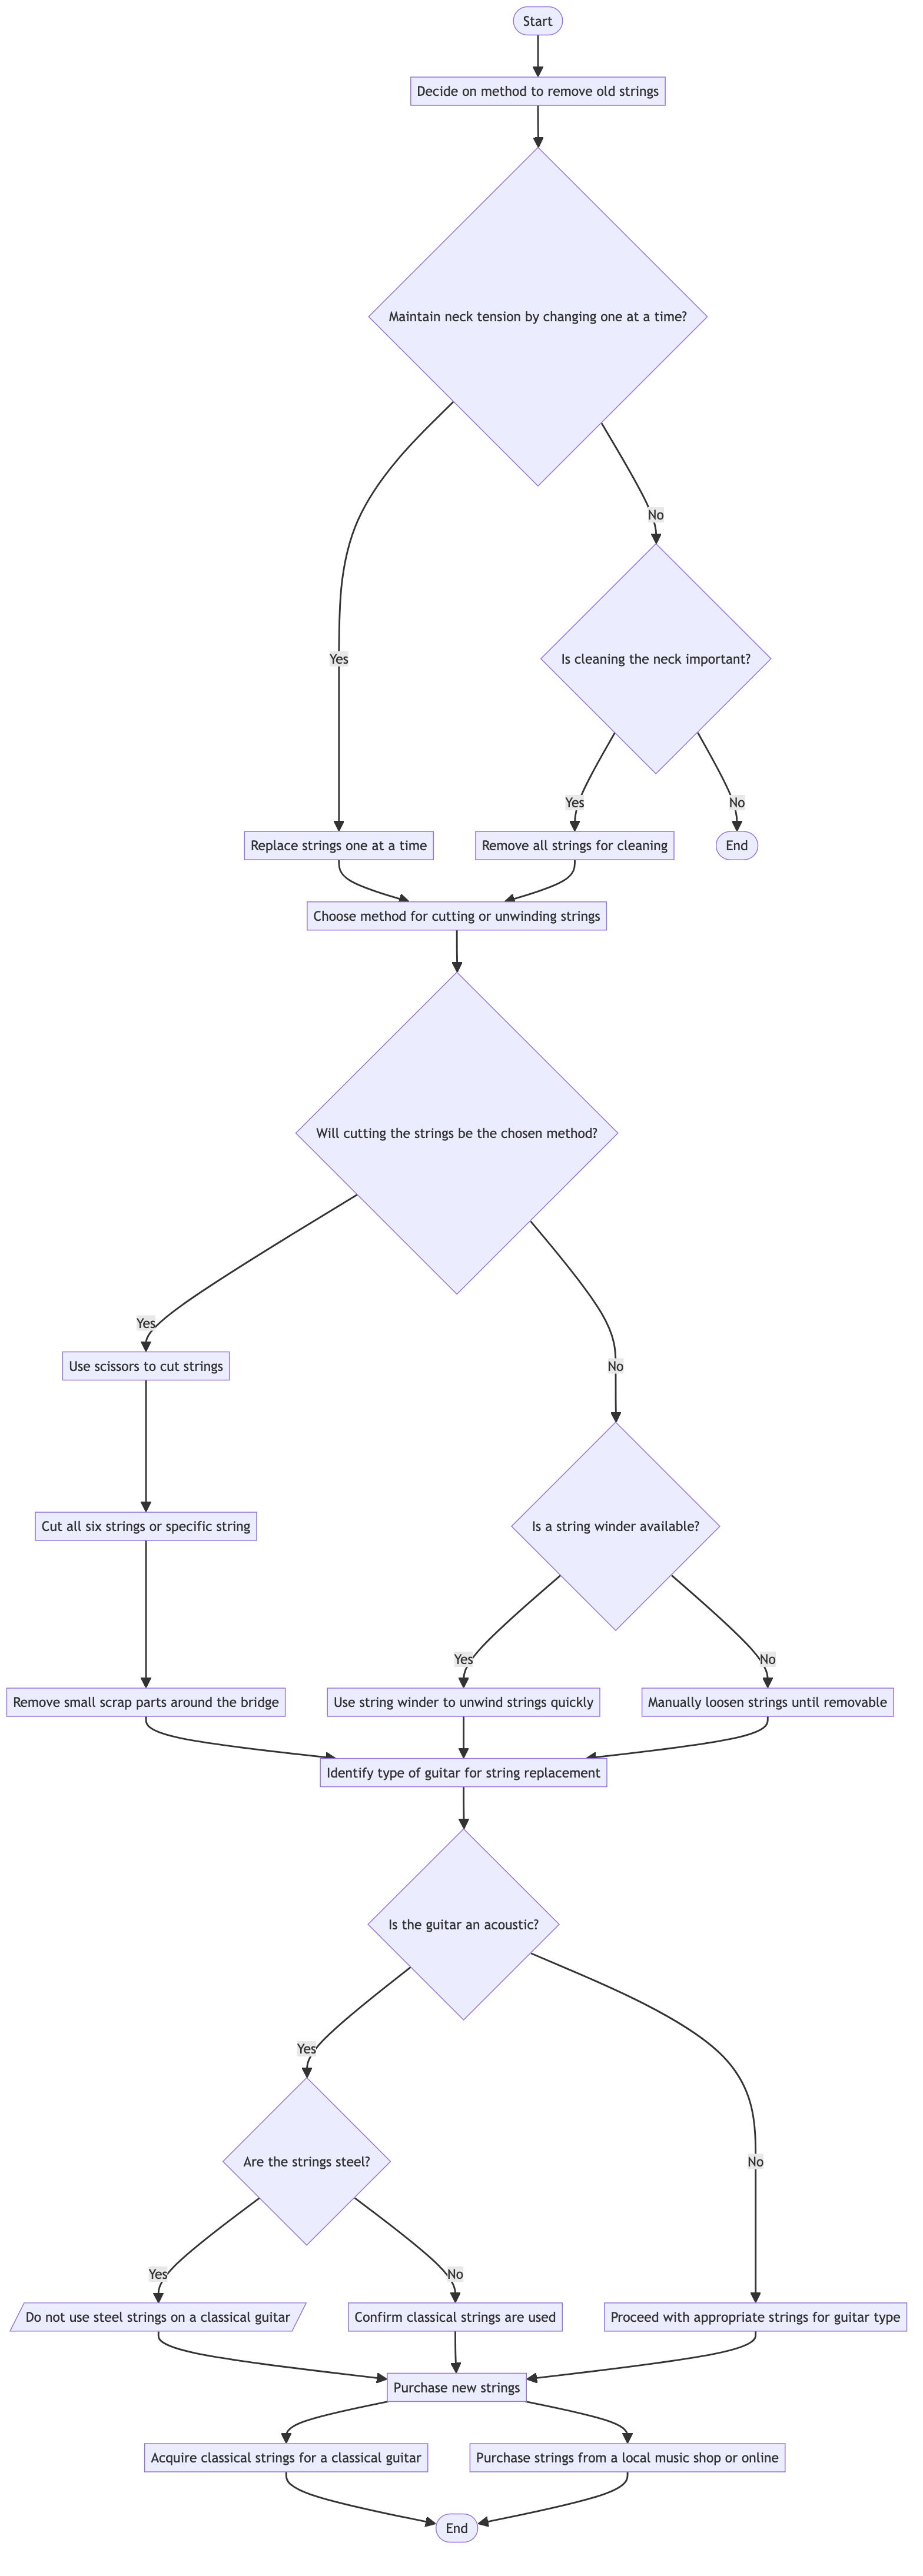 Start
Decide on method to remove old strings
Maintain neck tension by changing one at a time?
No
Yes
Is cleaning the neck important?
Yes
No
Replace strings one at a time
Remove all strings for cleaning
End
Choose method for cutting or unwinding strings
Will cutting the strings be the chosen method?
Yes
Use scissors to cut strings
No
Cut all six strings or specific string
Is a string winder available?
Yes
No
Remove small scrap parts around the bridge
Use string winder to unwind strings quickly
Manually loosen strings until removable
Identify type of guitar for string replacement
Is the guitar an acoustic?
Yes
Are the strings steel?
No
Yes
No
Do not use steel strings on a classical guitar
Confirm classical strings are used
Proceed with appropriate strings for guitar type
Purchase new strings
Acquire classical strings for a classical guitar
Purchase strings from a local music shop or online
End